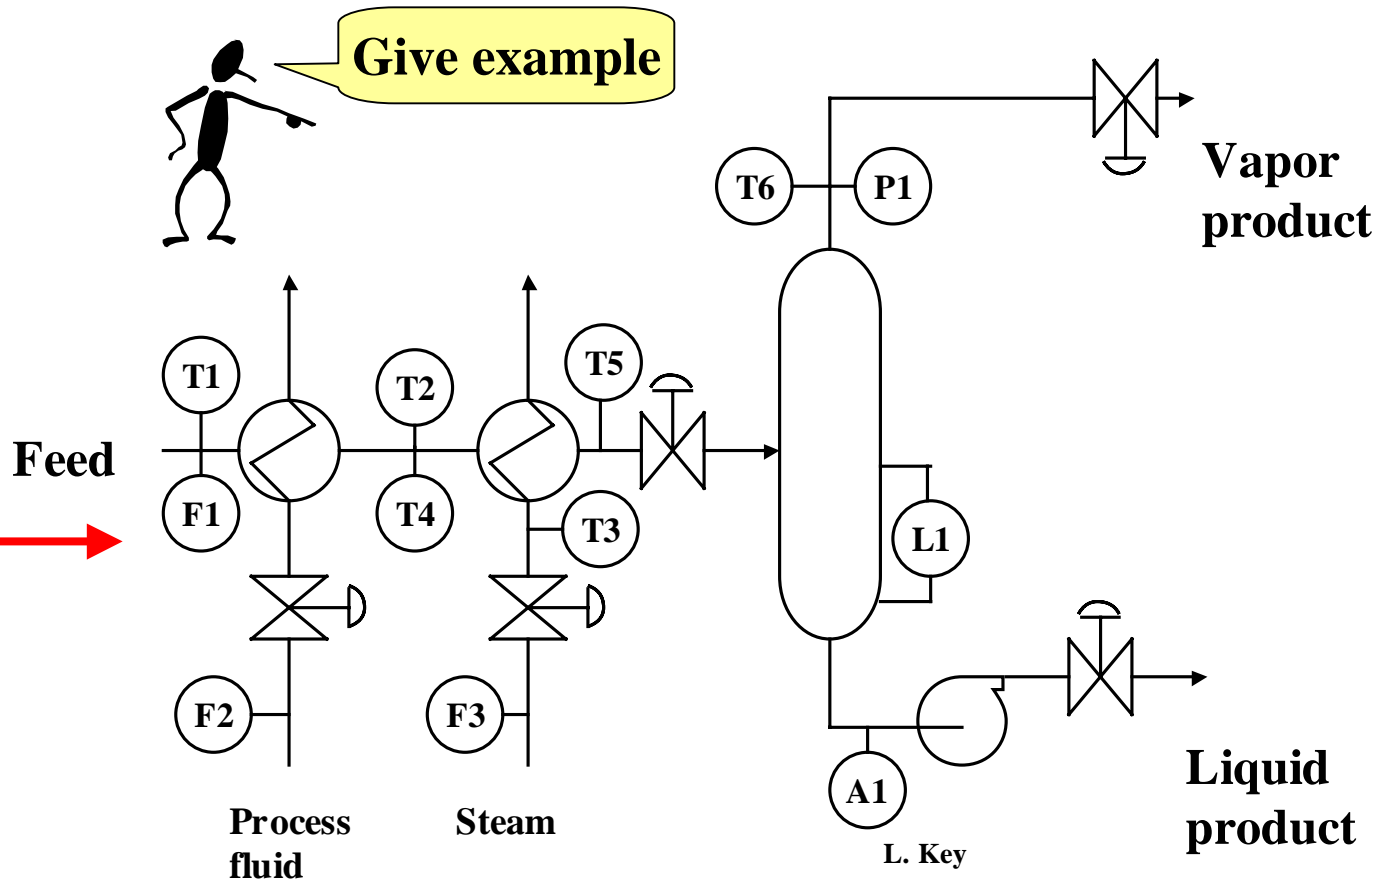 Give example
Vapor
product
T6
P1
T1
T2
T5
Feed
F1
T4
T3
L1
F2
F3
A1
Process
fluid
Steam
L. Key
Liquid
product